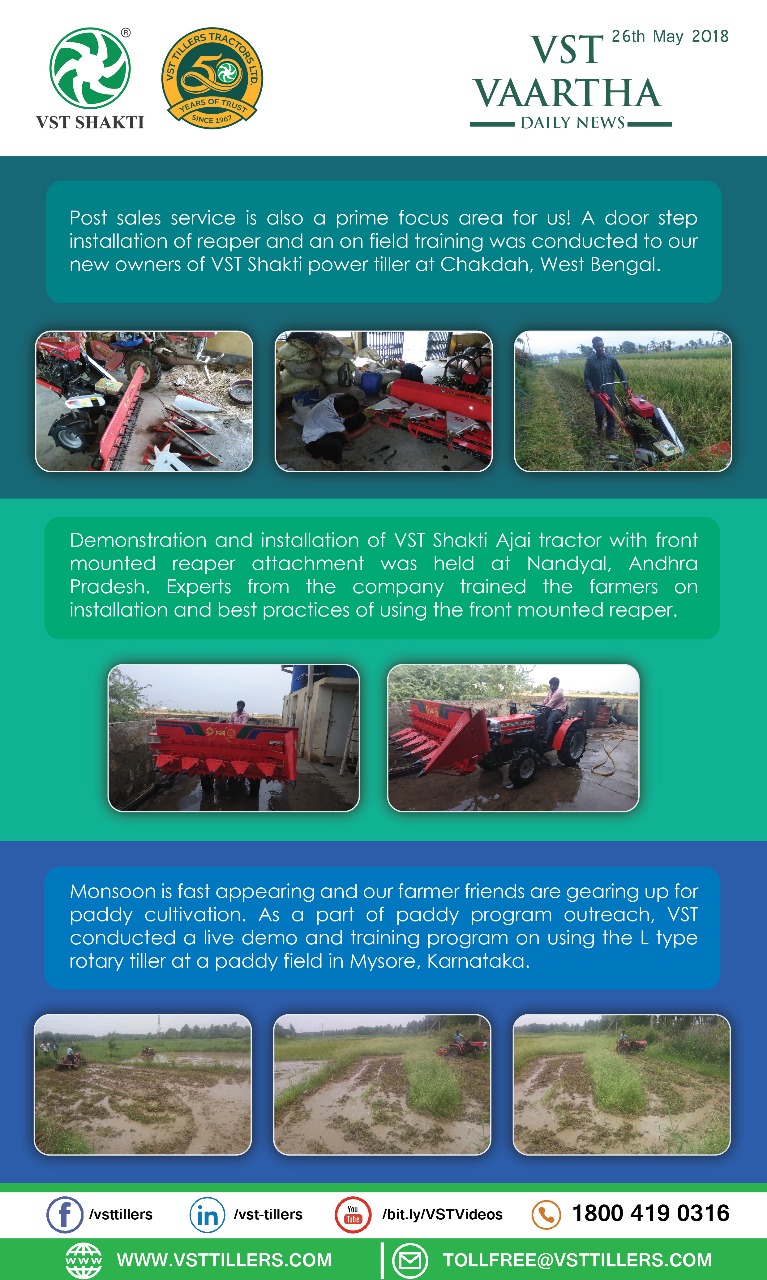 VST SHAKTI
®
VST TILLERS TRACTORS LTD.
50
YEARS OF TRUST
SINCE 1967
26th May 2018
VST
VAARTHA
DAILY NEWS
Post sales service is also a prime focus area for us! A door step
installation of reaper and an on field training was conducted to our
new owners of VST Shakti power tiller at Chakdah, West Bengal.
Demonstration and installation of VST Shakti Ajai tractor with front
mounted reaper attachment was held at Nandyal, Andhra
Pradesh. Experts from the company trained the farmers on
installation and best practices of using the front mounted reaper.
Monsoon is fast appearing and our farmer friends are gearing up for
paddy cultivation. As a part of paddy program outreach, VST
conducted a live demo and training program on using the L type
rotary tiller at a paddy field in Mysore, Karnataka.
f /vsttillers in /vst-tillers You Tube /bit.ly/VSTVideos 1800 419 0316
www WWW.VSTTILLERS.COM TOLLFREE@VSTTILLERS.COM